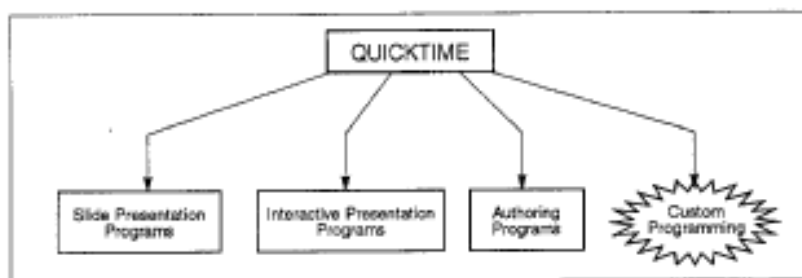 QUICKTIME
Slide Presentation
Programs
Interactive Presentation
Programs
Authoring
Programs
Custom
Programming